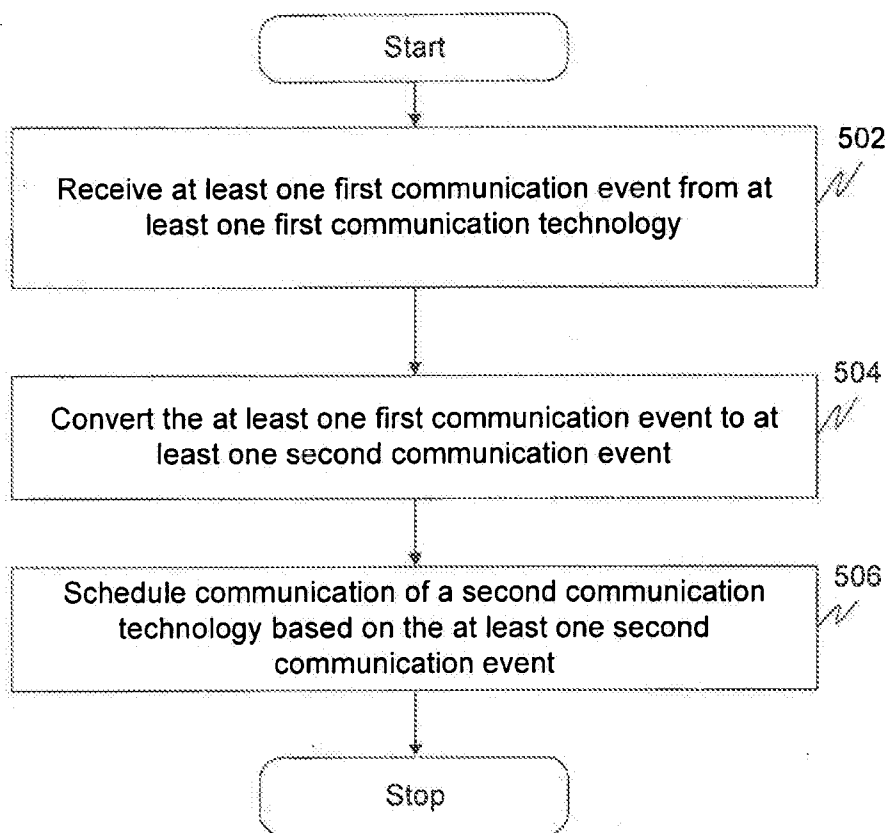 Start
502
Receive at least one first communication event from at
least one first communication technology
504
Convert the at least one first communication event to at
least one second communication event
506
Schedule communication of a second communication
technology based on the at least one second
communication event
Stop